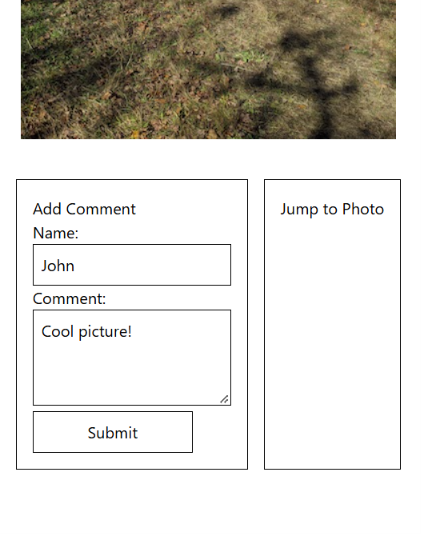 Add Comment
Name:
John
Comment:
Cool picture!
Submit
Jump to Photo